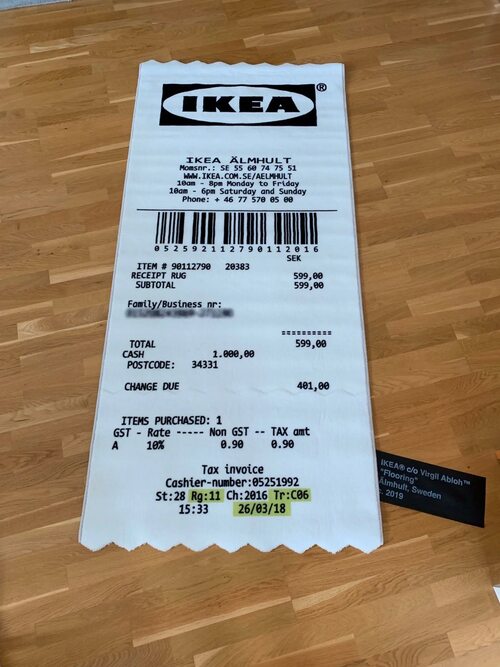 IKEA®
IKEA ÄLMHULT
Momsnr.: SE 55 60 74 75 51
WWW.IKEA.COM.SE/AELMHULT
10am - 8pm Monday to Friday
10am - 6pm Saturday and Sunday
Phone: + 46 77 570 05 00
052592112790112016
SEK
ITEM # 90112790 20383
RECEIPT RUG 599,00
SUBTOTAL 599,00
Family/Business nr:
==========
TOTAL 599,00
CASH 1.000,00
POSTCODE: 34331
CHANGE DUE 401,00
ITEMS PURCHASED: 1
GST - Rate ----- Non GST -- TAX amt
A 10% 0.90 0.90
Tax invoice
Cashier-number:05251992
St:28 Rg:11 Ch:2016 Tr:C06
15:33 26/03/18
IKEA® c/o Virgil Abloh™
"Flooring"
Älmhult, Sweden
2019